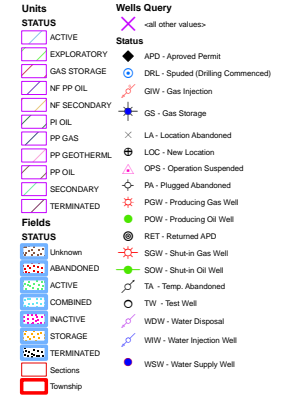 Units
STATUS
ACTIVE
EXPLORATORY
GAS STORAGE
NF PP OIL
NF SECONDARY
PI OIL
PP GAS
PP GEOTHERML
PP OIL
SECONDARY
TERMINATED
Fields
STATUS
Unknown
ABANDONED
ACTIVE
COMBINED
INACTIVE
STORAGE
TERMINATED
Sections
Township
Wells Query
<all other values>
Status
APD - Aproved Permit
DRL - Spuded (Drilling Commenced)
GIW - Gas Injection
GS - Gas Storage
LA - Location Abandoned
LOC - New Location
OPS - Operation Suspended
PA - Plugged Abandoned
PGW - Producing Gas Well
POW - Producing Oil Well
RET - Returned APD
SGW - Shut-in Gas Well
SOW - Shut-in Oil Well
TA - Temp. Abandoned
TW - Test Well
WDW - Water Disposal
WIW - Water Injection Well
WSW - Water Supply Well